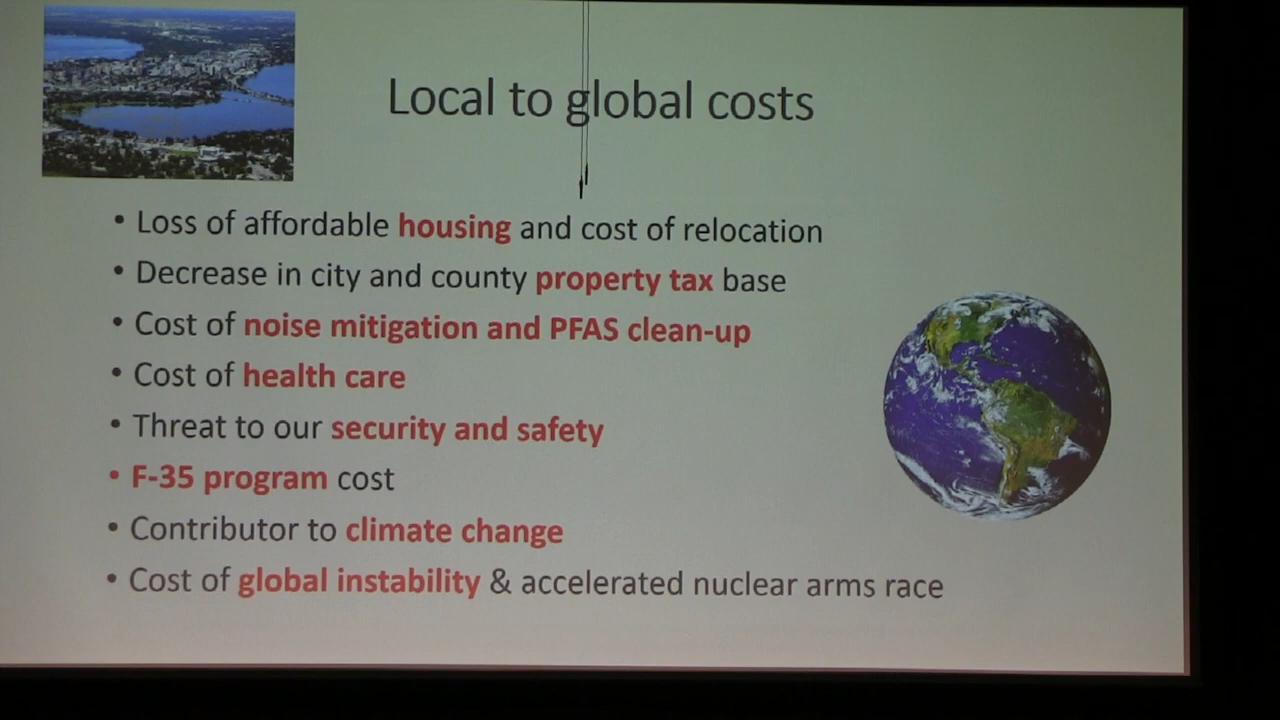 Local to global costs
• Loss of affordable housing and cost of relocation
• Decrease in city and county property tax base
• Cost of noise mitigation and PFAS clean-up
• Cost of health care
• Threat to our security and safety
• F-35 program cost
• Contributor to climate change
• Cost of global instability & accelerated nuclear arms race